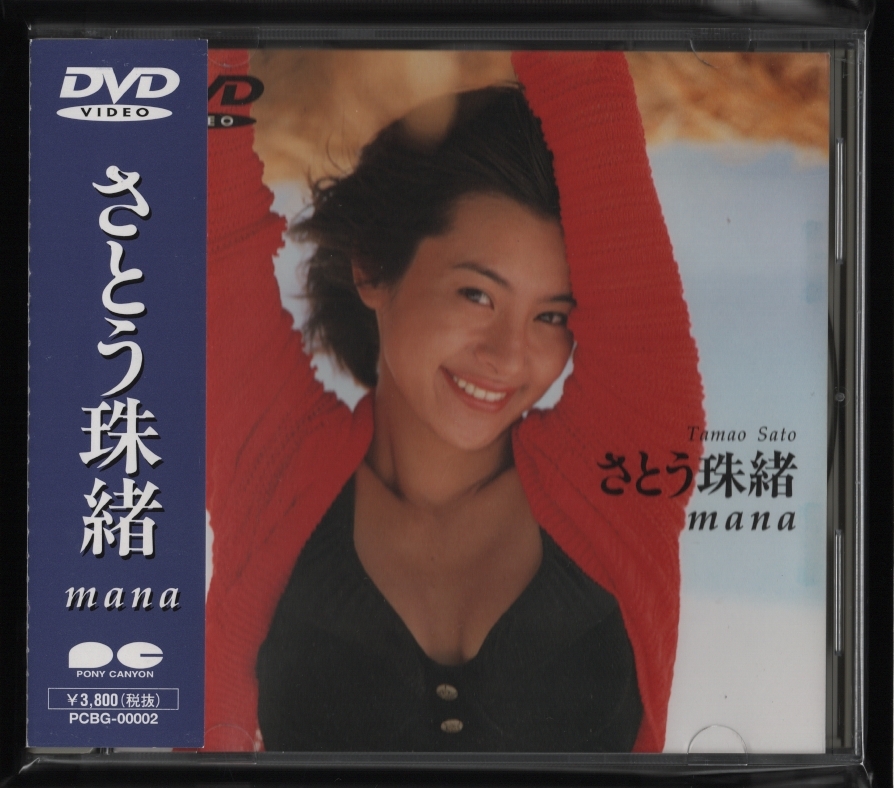 DVD
VIDEO
さとう珠緒
mana
PONY CANYON
￥3,800(税抜)
PCBG-00002
Tamao Sato
さとう珠緒
mana